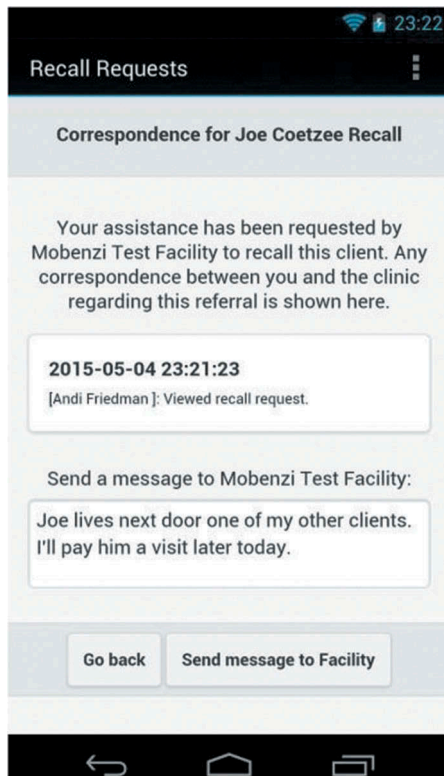 23:22
Recall Requests
Correspondence for Joe Coetzee Recall
Your assistance has been requested by
Mobenzi Test Facility to recall this client. Any
correspondence between you and the clinic
regarding this referral is shown here.
2015-05-04 23:21:23
[Andi Friedman ]: Viewed recall request.
Send a message to Mobenzi Test Facility:
Joe lives next door one of my other clients.
I'll pay him a visit later today.
Go back Send message to Facility